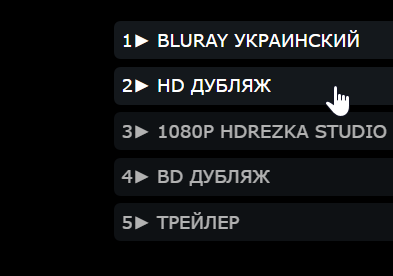 1► BLURAY УКРАИНСКИЙ
2► HD ДУБЛЯЖ
3► 1080P HDREZKA STUDIO
4► BD ДУБЛЯЖ
5► ТРЕЙЛЕР